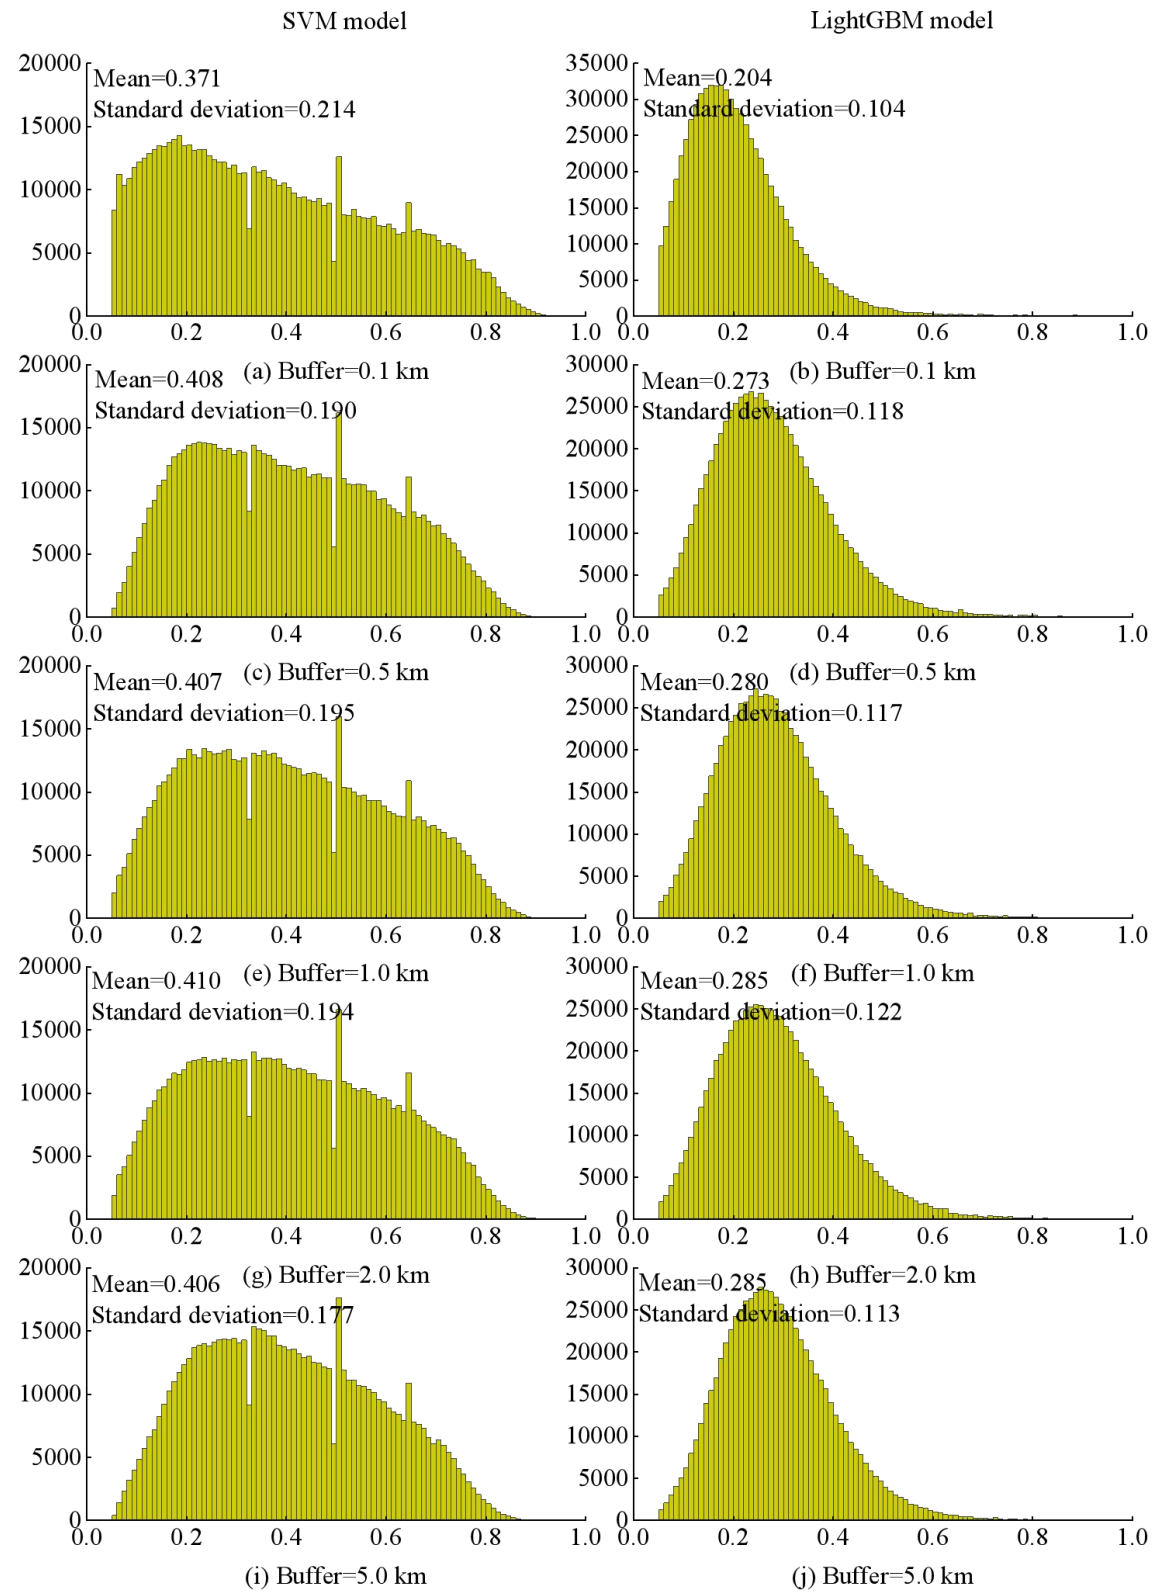 SVM model
LightGBM model
20000
15000
10000
5000
0
Mean=0.371
Standard deviation=0.214
0.0 0.2 0.4 0.6 0.8 1.0
(a) Buffer=0.1 km
35000
30000
25000
20000
15000
10000
5000
0
Mean=0.204
Standard deviation=0.104
0.0 0.2 0.4 0.6 0.8 1.0
(b) Buffer=0.1 km
20000
15000
10000
5000
0
Mean=0.408
Standard deviation=0.190
0.0 0.2 0.4 0.6 0.8 1.0
(c) Buffer=0.5 km
30000
25000
20000
15000
10000
5000
0
Mean=0.273
Standard deviation=0.118
0.0 0.2 0.4 0.6 0.8 1.0
(d) Buffer=0.5 km
20000
15000
10000
5000
0
Mean=0.407
Standard deviation=0.195
0.0 0.2 0.4 0.6 0.8 1.0
(e) Buffer=1.0 km
30000
25000
20000
15000
10000
5000
0
Mean=0.280
Standard deviation=0.117
0.0 0.2 0.4 0.6 0.8 1.0
(f) Buffer=1.0 km
20000
15000
10000
5000
0
Mean=0.410
Standard deviation=0.194
0.0 0.2 0.4 0.6 0.8 1.0
(g) Buffer=2.0 km
30000
25000
20000
15000
10000
5000
0
Mean=0.285
Standard deviation=0.122
0.0 0.2 0.4 0.6 0.8 1.0
(h) Buffer=2.0 km
20000
15000
10000
5000
0
Mean=0.406
Standard deviation=0.177
0.0 0.2 0.4 0.6 0.8 1.0
(i) Buffer=5.0 km
30000
25000
20000
15000
10000
5000
0
Mean=0.285
Standard deviation=0.113
0.0 0.2 0.4 0.6 0.8 1.0
(j) Buffer=5.0 km